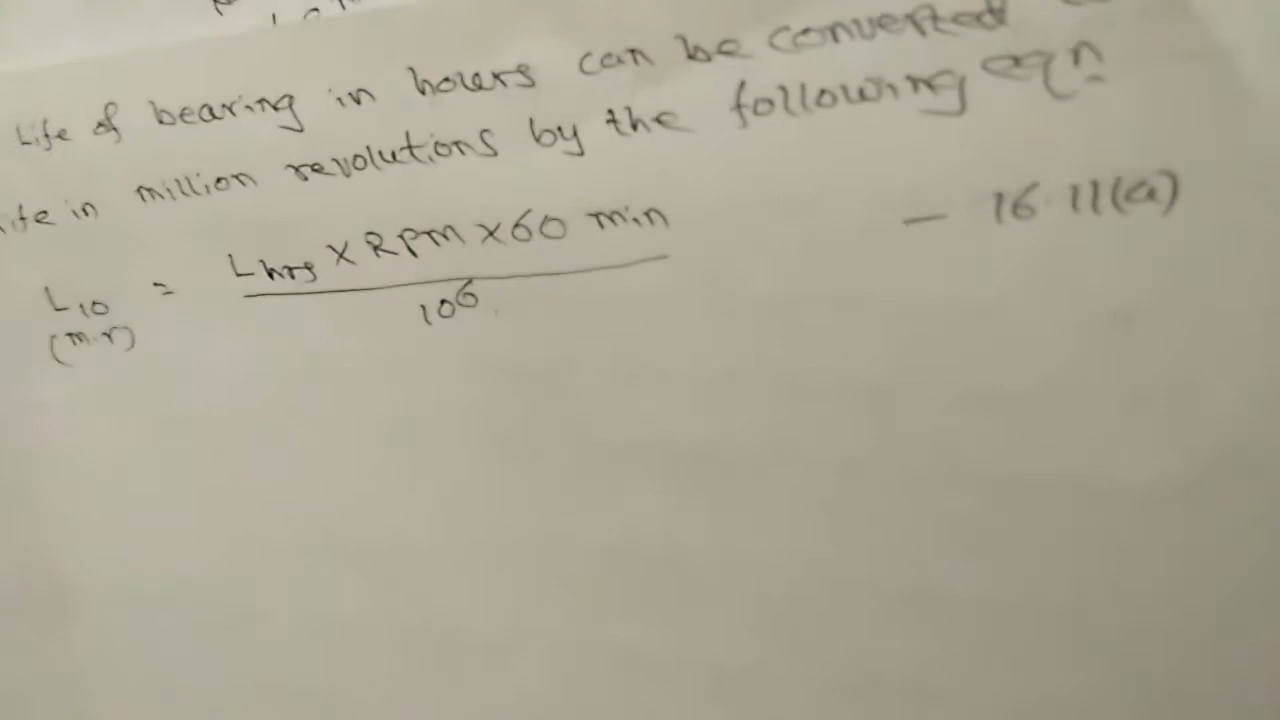 Life of bearing in hours can be converted
life in million revolutions by the following eqn
L10 (m.r) = Lhrs X RPM X 60 min / 10^6 — 16.11(a)